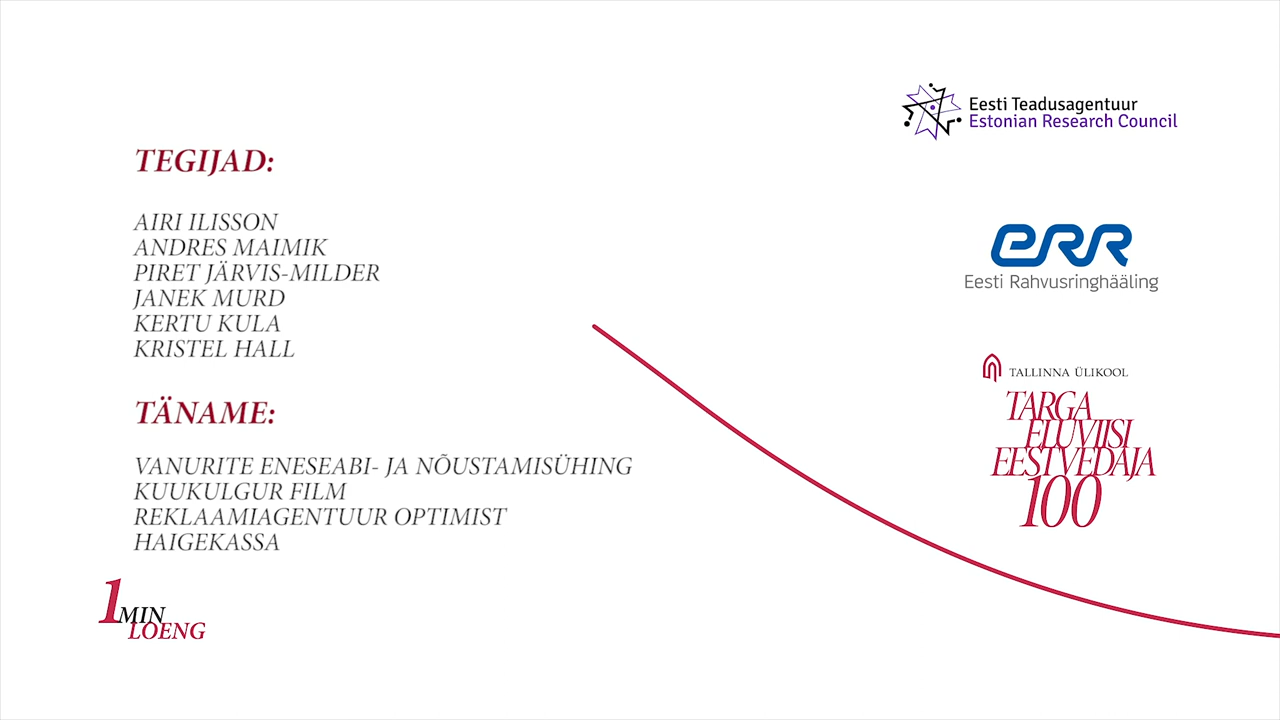 TEGIJAD:
AIRI ILISSON
ANDRES MAIMIK
PIRET JÄRVIS-MILDER
JANEK MURD
KERTU KULA
KRISTEL HALL
TÄNAME:
VANURITE ENESEABI- JA NÕUSTAMISÜHING
KUUKULGUR FILM
REKLAAMIAGENTUUR OPTIMIST
HAIGEKASSA
1MIN
LOENG
Eesti Teadusagentuur
Estonian Research Council
err
Eesti Rahvusringhääling
TALLINNA ÜLIKOOL
TARGA
ELUVIISI
EESTVEDAJA
100